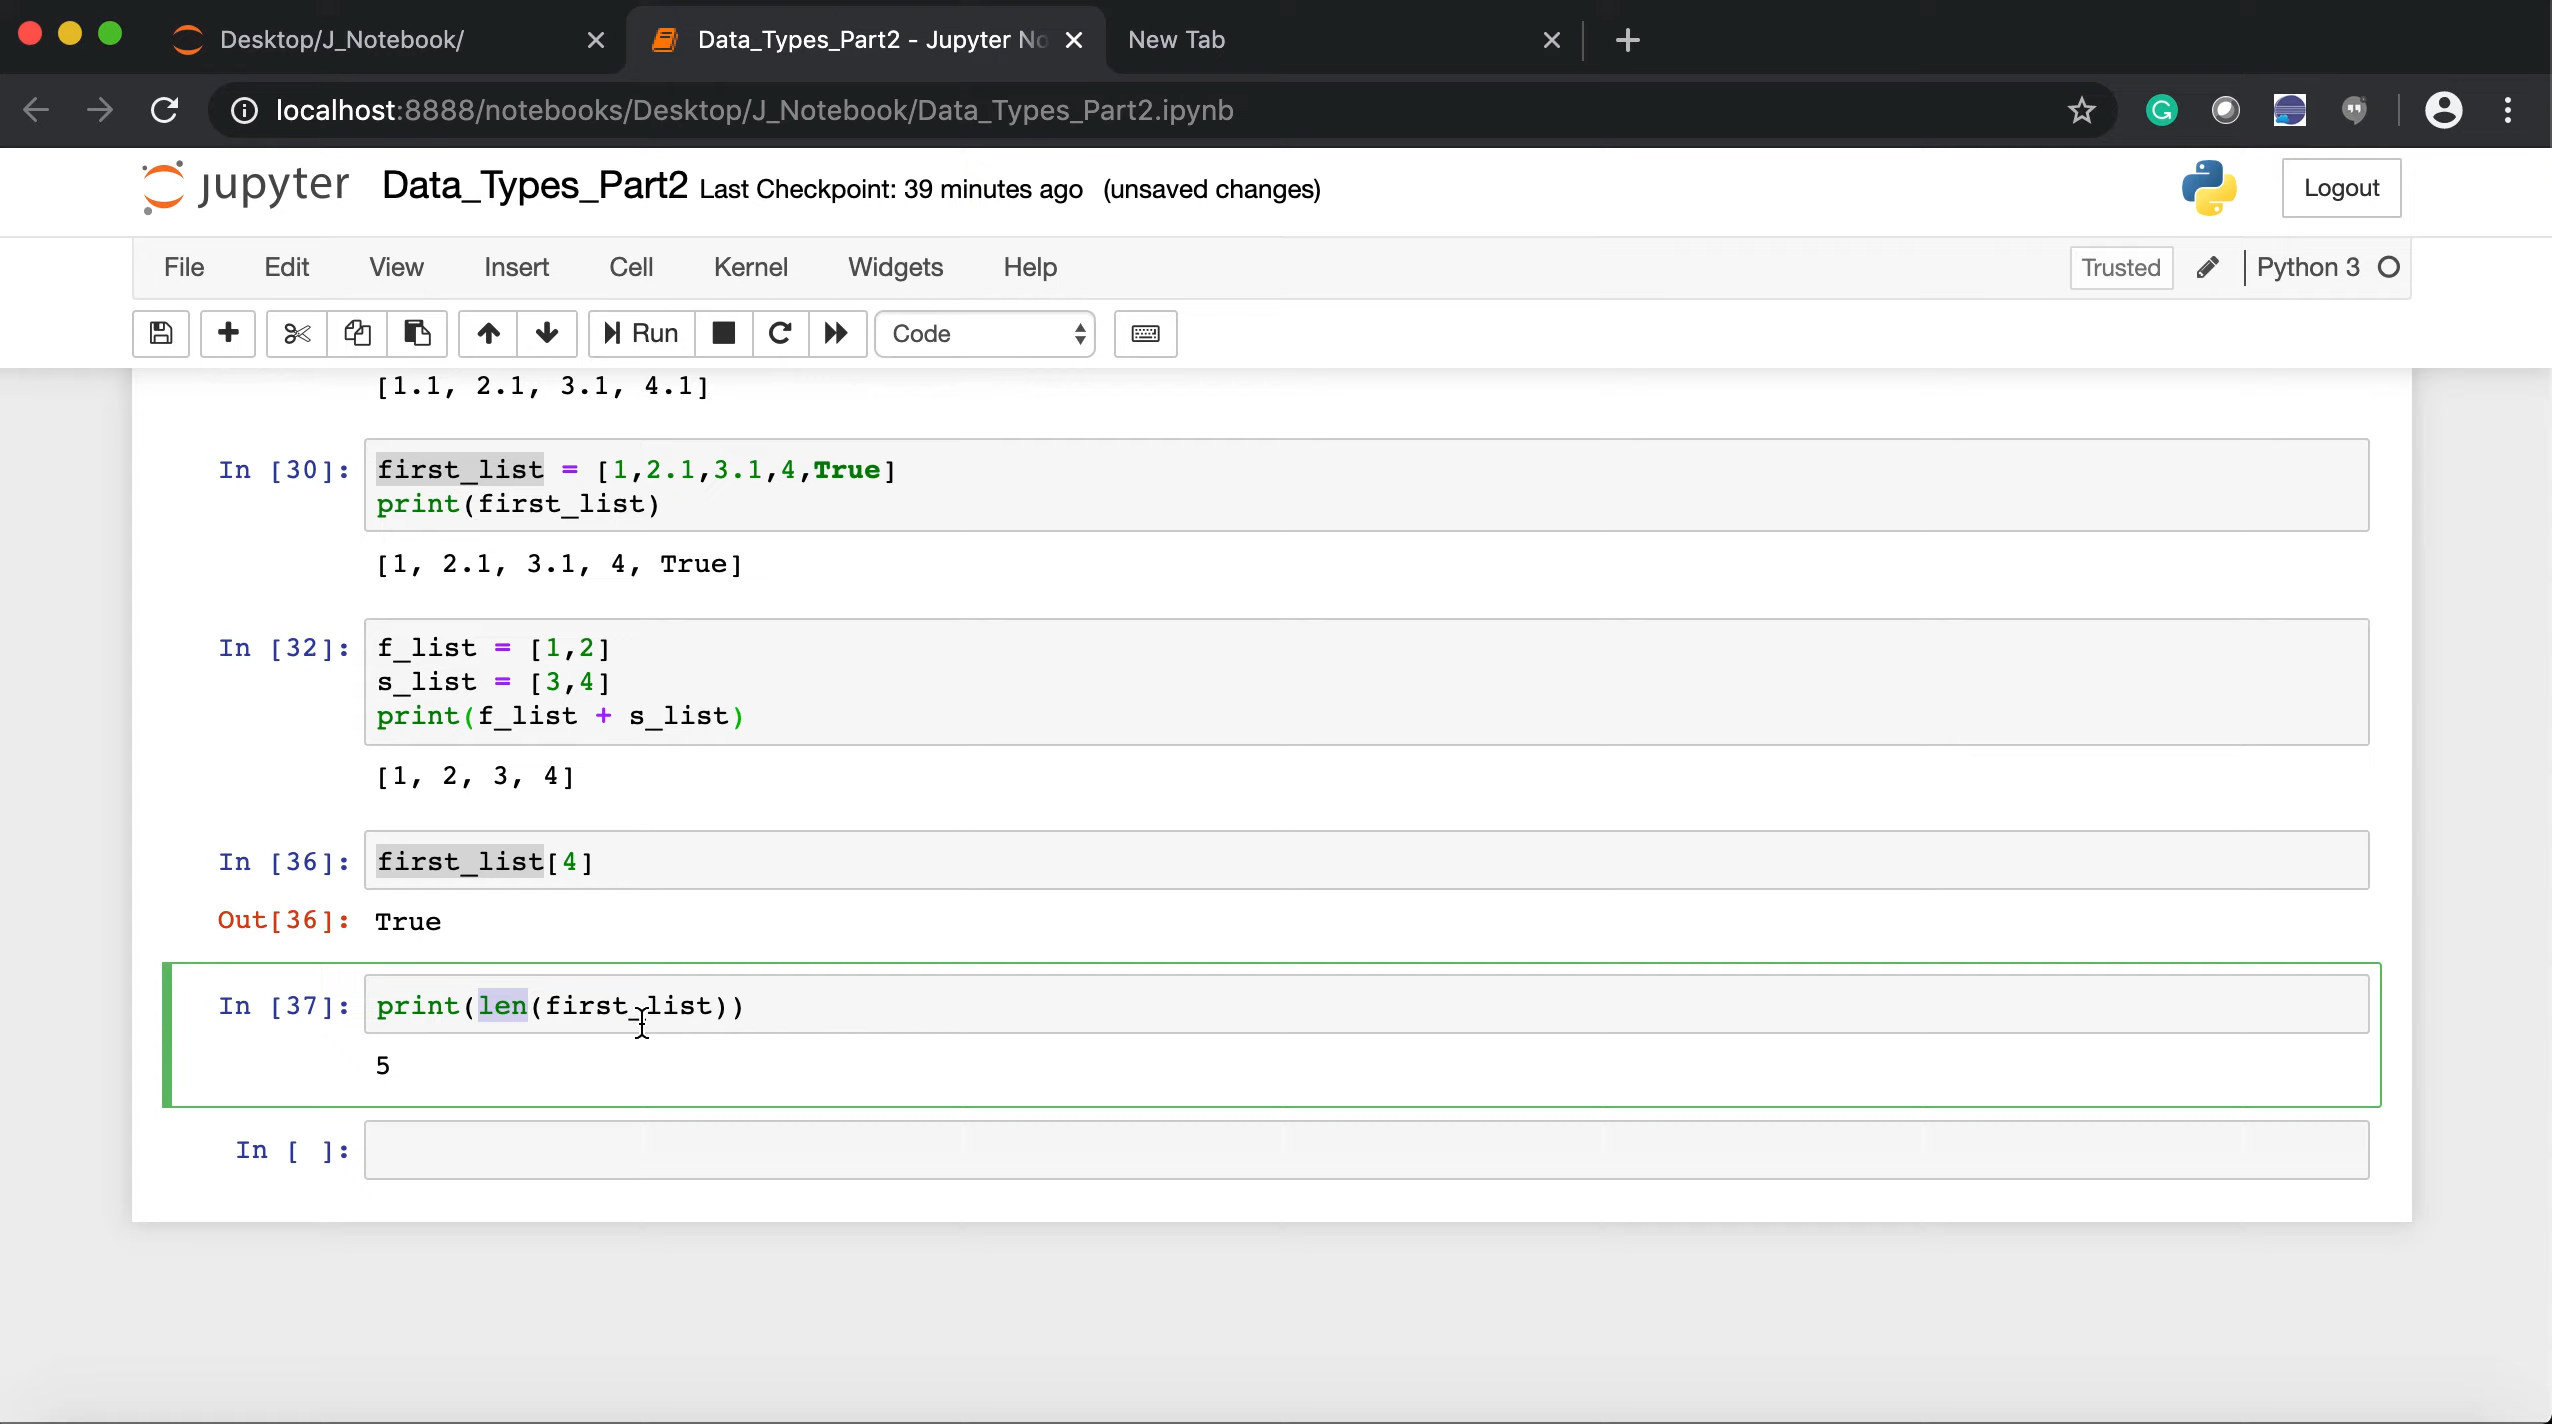 Desktop/J_Notebook/
Data_Types_Part2 - Jupyter No
New Tab
localhost:8888/notebooks/Desktop/J_Notebook/Data_Types_Part2.ipynb
jupyter Data_Types_Part2 Last Checkpoint: 39 minutes ago (unsaved changes)
Logout
File Edit View Insert Cell Kernel Widgets Help
Trusted Python 3
Run Code
[1.1, 2.1, 3.1, 4.1]
In [30]: first_list = [1,2.1,3.1,4,True]
print(first_list)
[1, 2.1, 3.1, 4, True]
In [32]: f_list = [1,2]
s_list = [3,4]
print(f_list + s_list)
[1, 2, 3, 4]
In [36]: first_list[4]
Out[36]: True
In [37]: print(len(first_list))
5
In [ ]: